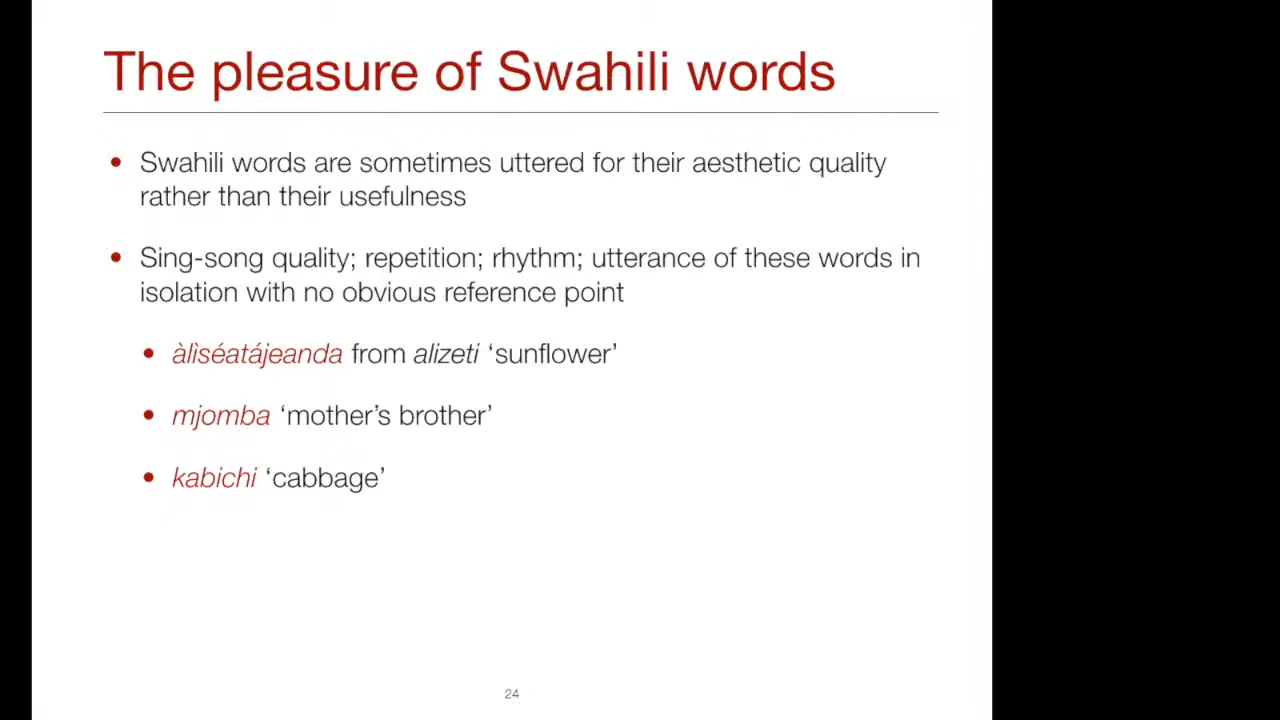 The pleasure of Swahili words
• Swahili words are sometimes uttered for their aesthetic quality
rather than their usefulness
• Sing-song quality; repetition; rhythm; utterance of these words in
isolation with no obvious reference point
• àlìséatájeanda from alizeti ‘sunflower’
• mjomba ‘mother’s brother’
• kabichi ‘cabbage’
24